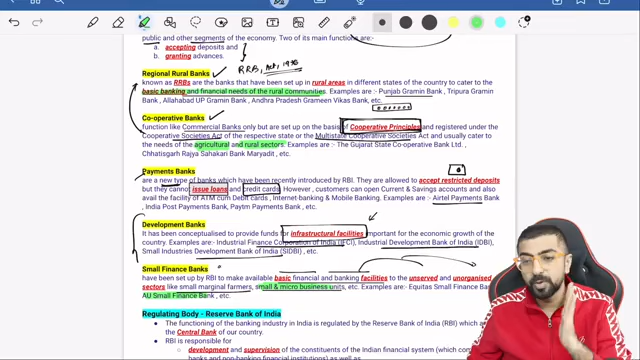 public and other segments of the economy. Two of its main functions are:-
a. accepting deposits and
b. granting advances.
RRB, Act, 1976
Regional Rural Banks
known as RRBs are the banks that have been set up in rural areas in different states of the country to cater to the
basic banking and financial needs of the rural communities. Examples are :- Punjab Gramin Bank , Tripura Gramin
Bank , Allahabad UP Gramin Bank , Andhra Pradesh Grameen Vikas Bank, etc.
Co-operative Banks
function like Commercial Banks only but are set up on the basis of Cooperative Principles and registered under the
Cooperative Societies Act of the respective state or the Multistate Cooperative Societies Act and usually cater to
the needs of the agricultural and rural sectors. Examples are :- The Gujarat State Co-operative Bank Ltd. ,
Chhatisgarh Rajya Sahakari Bank Maryadit , etc.
Payments Banks
are a new type of banks which have been recently introduced by RBI. They are allowed to accept restricted deposits
but they cannot issue loans and credit cards. However , customers can open Current & Savings accounts and also
avail the facility of ATM cum Debit cards , Internet-banking & Mobile Banking. Examples are :- Airtel Payments Bank ,
India Post Payments Bank, Paytm Payments Bank , etc.
Development Banks
It has been conceptualised to provide funds for infrastructural facilities important for the economic growth of the
country. Examples are:- Industrial Finance Corporation of India (IFCI) , Industrial Development Bank of India (IDBI) ,
Small Industries Development Bank of India (SIDBI) , etc.
Small Finance Banks
have been set up by RBI to make available basic financial and banking facilities to the unserved and unorganised
sectors like small marginal farmers, small & micro business units, etc. Examples are:- Equitas Small Finance Ban
AU Small Finance Bank , etc.
Regulating Body - Reserve Bank of India
• The functioning of the banking industry in India is regulated by the Reserve Bank of India (RBI) which a
Central Bank of our country.
• RBI is responsible for
development and supervision of the constituents of the Indian financial system (which com
banks and non-banking financial institutions) as well as